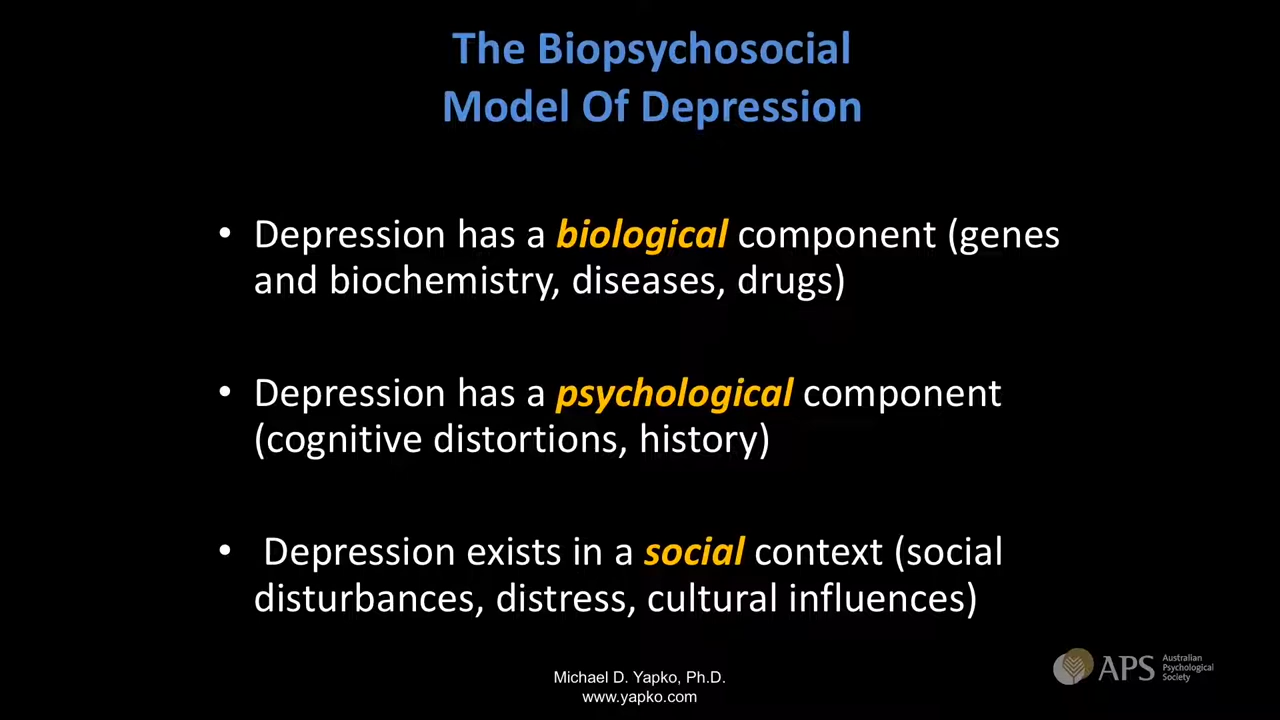 The Biopsychosocial
Model Of Depression
• Depression has a biological component (genes
and biochemistry, diseases, drugs)
• Depression has a psychological component
(cognitive distortions, history)
• Depression exists in a social context (social
disturbances, distress, cultural influences)
Michael D. Yapko, Ph.D.
www.yapko.com
APS Australian
Psychological
Society